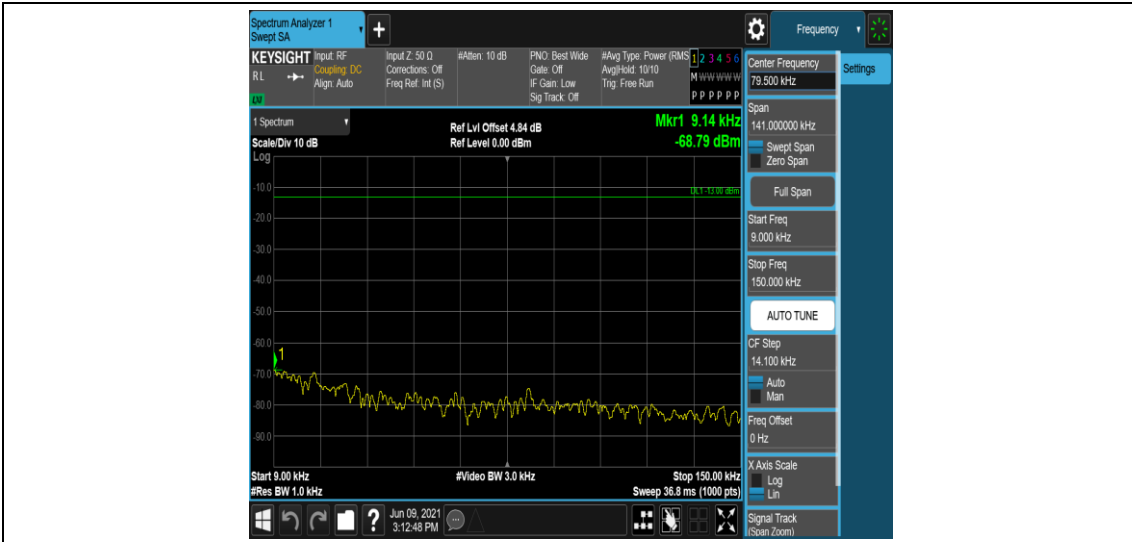 Spectrum Analyzer 1
Swept SA
+
Frequency
KEYSIGHT
RL
LXI
Input: RF
Coupling: DC
Align: Auto
Input Z: 50 Ω
Corrections: Off
Freq Ref: Int (S)
#Atten: 10 dB
PNO: Best Wide
Gate: Off
IF Gain: Low
Sig Track: Off
#Avg Type: Power (RMS
Avg|Hold: 10/10
Trig: Free Run
1 2 3 4 5 6
M W W W W W
P P P P P P
1 Spectrum
Scale/Div 10 dB
Log
Ref Lvl Offset 4.84 dB
Ref Level 0.00 dBm
Mkr1 9.14 kHz
-68.79 dBm
DL1 -13.00 dBm
-10.0
-20.0
-30.0
-40.0
-50.0
-60.0
-70.0
-80.0
-90.0
1
Start 9.00 kHz
#Res BW 1.0 kHz
#Video BW 3.0 kHz
Stop 150.00 kHz
Sweep 36.8 ms (1000 pts)
Jun 09, 2021
3:12:48 PM
?
Center Frequency
79.500 kHz
Settings
Span
141.000000 kHz
Swept Span
Zero Span
Full Span
Start Freq
9.000 kHz
Stop Freq
150.000 kHz
AUTO TUNE
CF Step
14.100 kHz
Auto
Man
Freq Offset
0 Hz
X Axis Scale
Log
Lin
Signal Track
(Span Zoom)